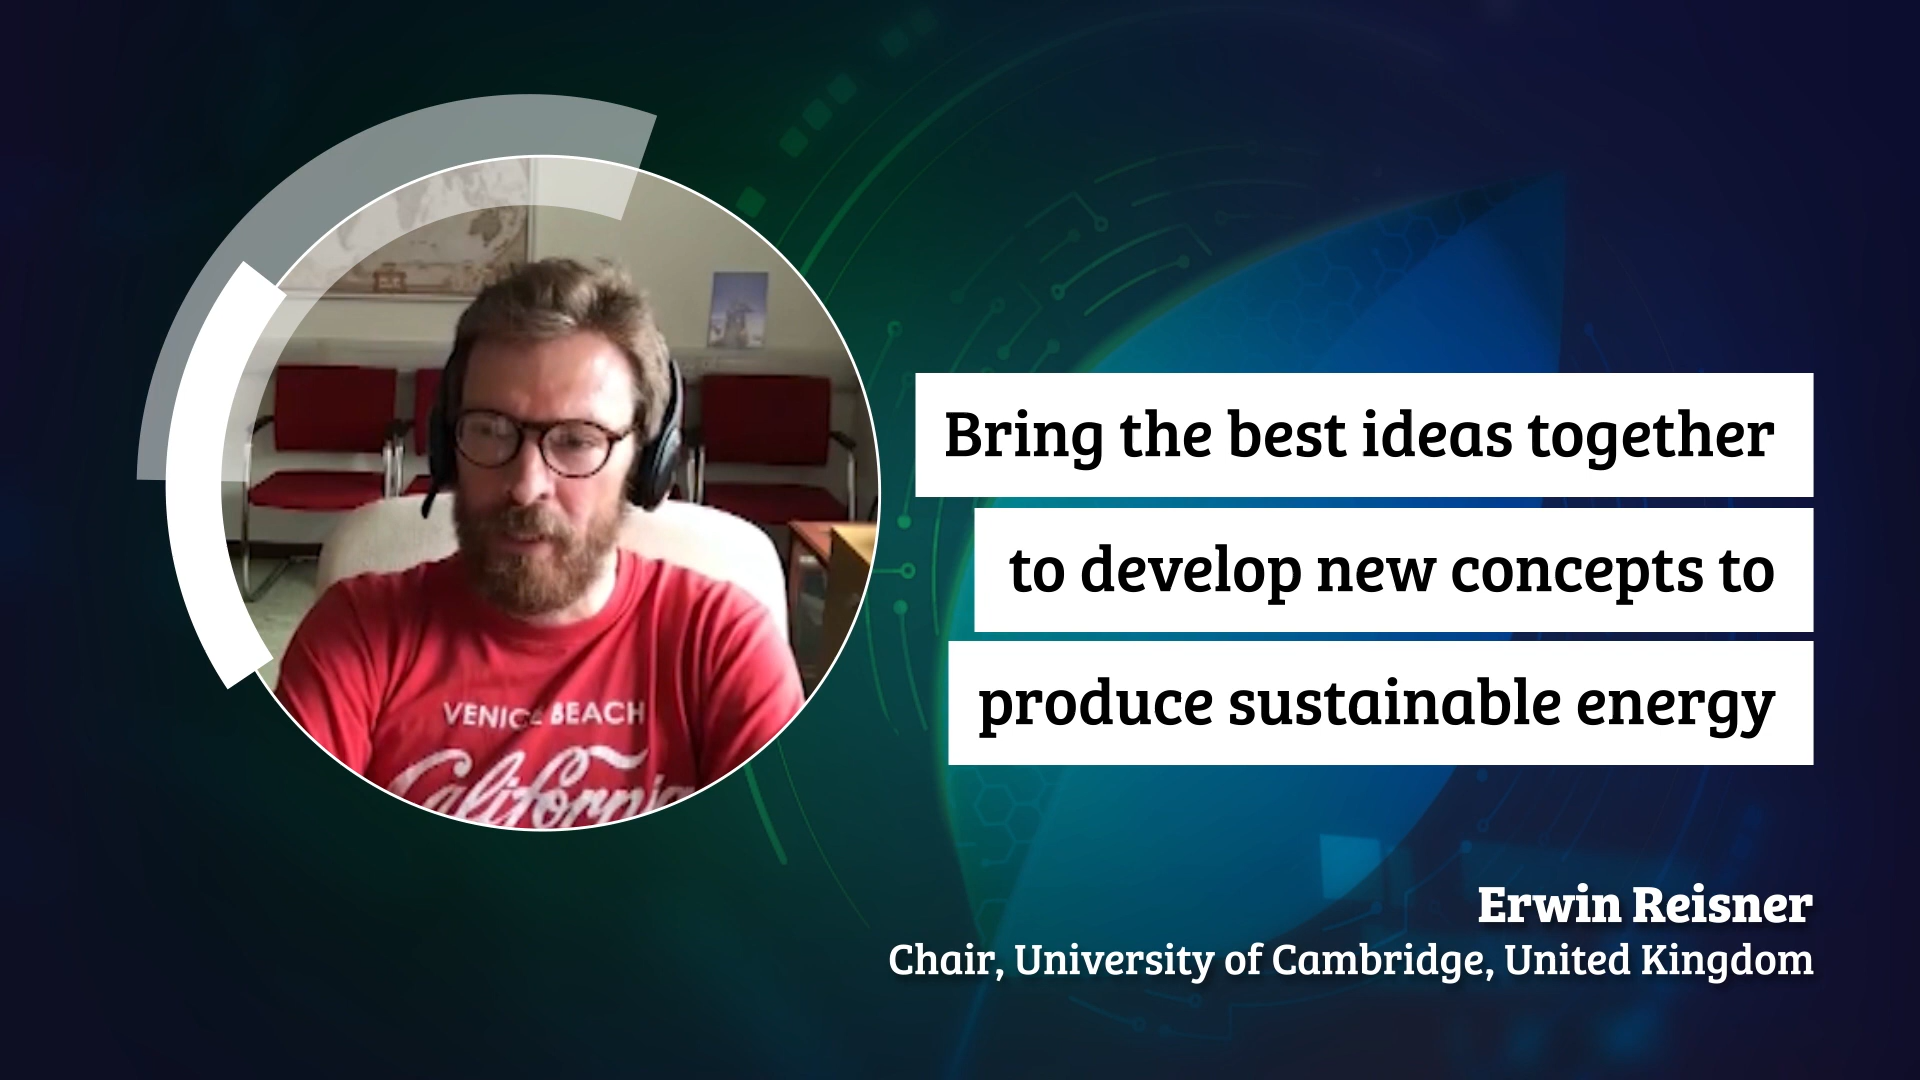 Bring the best ideas together
to develop new concepts to
produce sustainable energy
VENICE BEACH
California
Erwin Reisner
Chair, University of Cambridge, United Kingdom